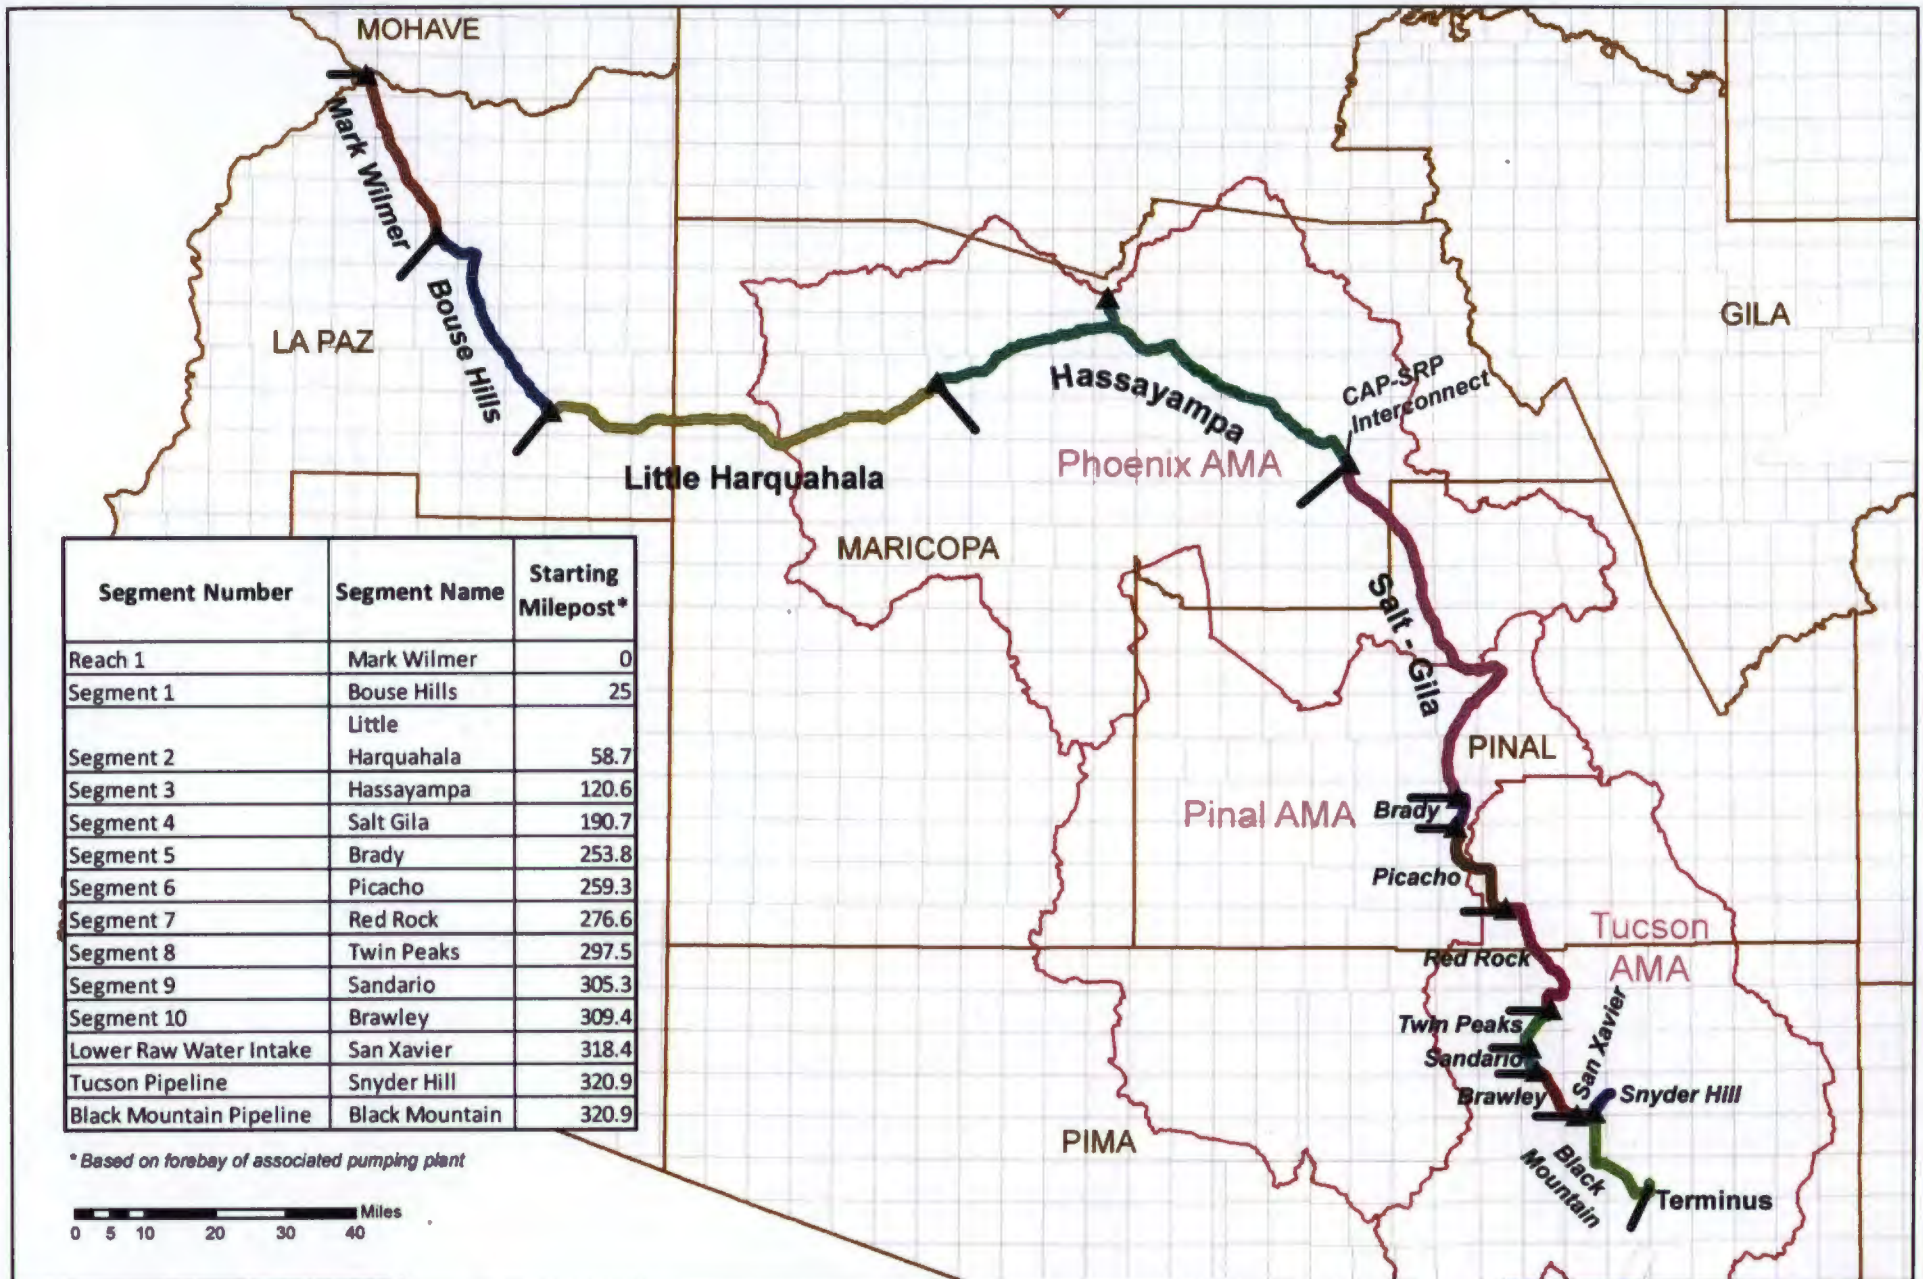 MOHAVE
Mark Wilmer
LA PAZ
Bouse Hills
GILA
CAP-SRP
Interconnect
Hassayampa
Phoenix AMA
Little Harquahala
MARICOPA
Salt - Gila
PINAL
Pinal AMA
Brady
Picacho
Tucson
AMA
Red Rock
Twin Peaks
Sandario
San Xavier
Brawley
Snyder Hill
PIMA
Black
Mountain
Terminus
Segment Number Segment Name Starting
Milepost*
Reach 1 Mark Wilmer 0
Segment 1 Bouse Hills 25
Little
Segment 2 Harquahala 58.7
Segment 3 Hassayampa 120.6
Segment 4 Salt Gila 190.7
Segment 5 Brady 253.8
Segment 6 Picacho 259.3
Segment 7 Red Rock 276.6
Segment 8 Twin Peaks 297.5
Segment 9 Sandario 305.3
Segment 10 Brawley 309.4
Lower Raw Water Intake San Xavier 318.4
Tucson Pipeline Snyder Hill 320.9
Black Mountain Pipeline Black Mountain 320.9
* Based on forebay of associated pumping plant
Miles
0 5 10 20 30 40